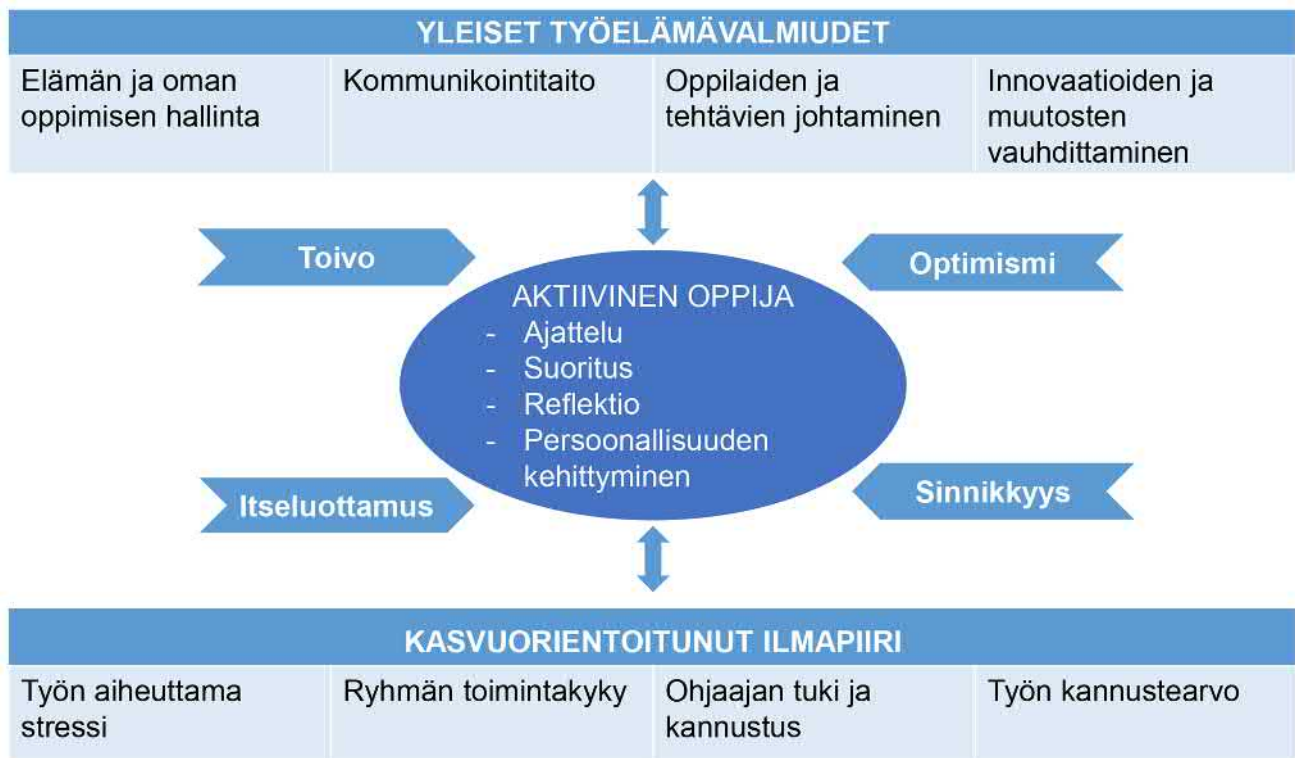 YLEISET TYÖELÄMÄVALMIUDET
Elämän ja oman
oppimisen hallinta
Kommunikointitaito
Oppilaiden ja
tehtävien johtaminen
Innovaatioiden ja
muutosten
vauhdittaminen
Toivo
Optimismi
AKTIIVINEN OPPIJA
- Ajattelu
- Suoritus
- Reflektio
- Persoonallisuuden
kehittyminen
Itseluottamus
Sinnikkyys
KASVUORIENTOITUNUT ILMAPIIRI
Työn aiheuttama
stressi
Ryhmän toimintakyky
Ohjaajan tuki ja
kannustus
Työn kannustearvo